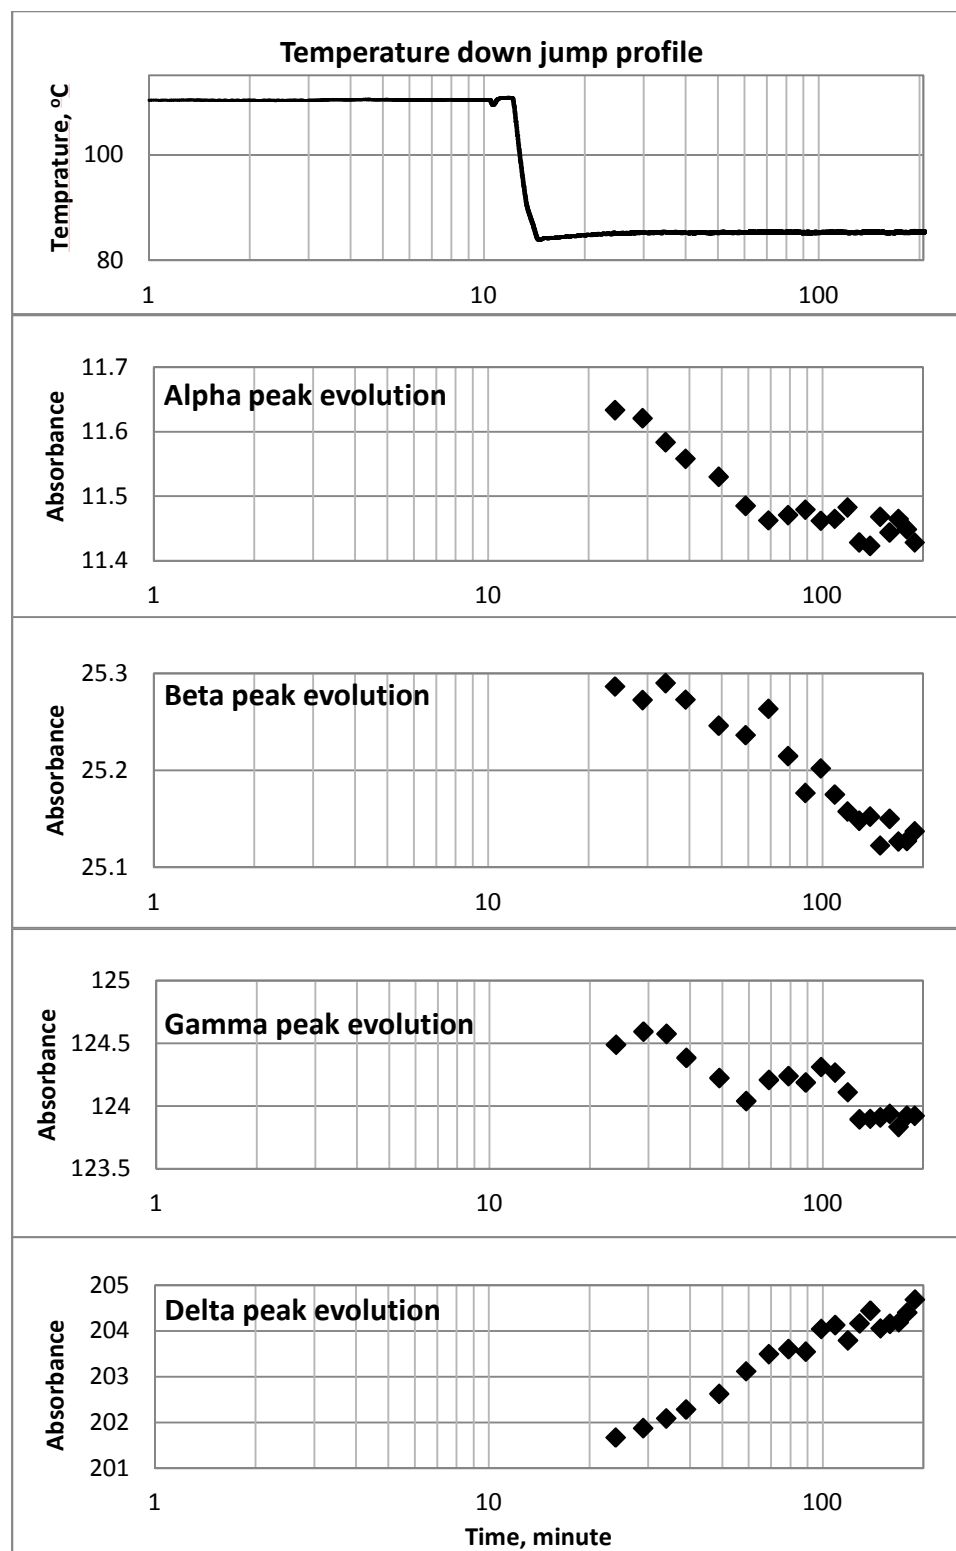 Temperature down jump profile
Temprature, ºC
100
80
1 10 100
Alpha peak evolution
Absorbance
11.7
11.6
11.5
11.4
1 10 100
Beta peak evolution
Absorbance
25.3
25.2
25.1
1 10 100
Gamma peak evolution
Absorbance
125
124.5
124
123.5
1 10 100
Delta peak evolution
Absorbance
205
204
203
202
201
1 10 100
Time, minute